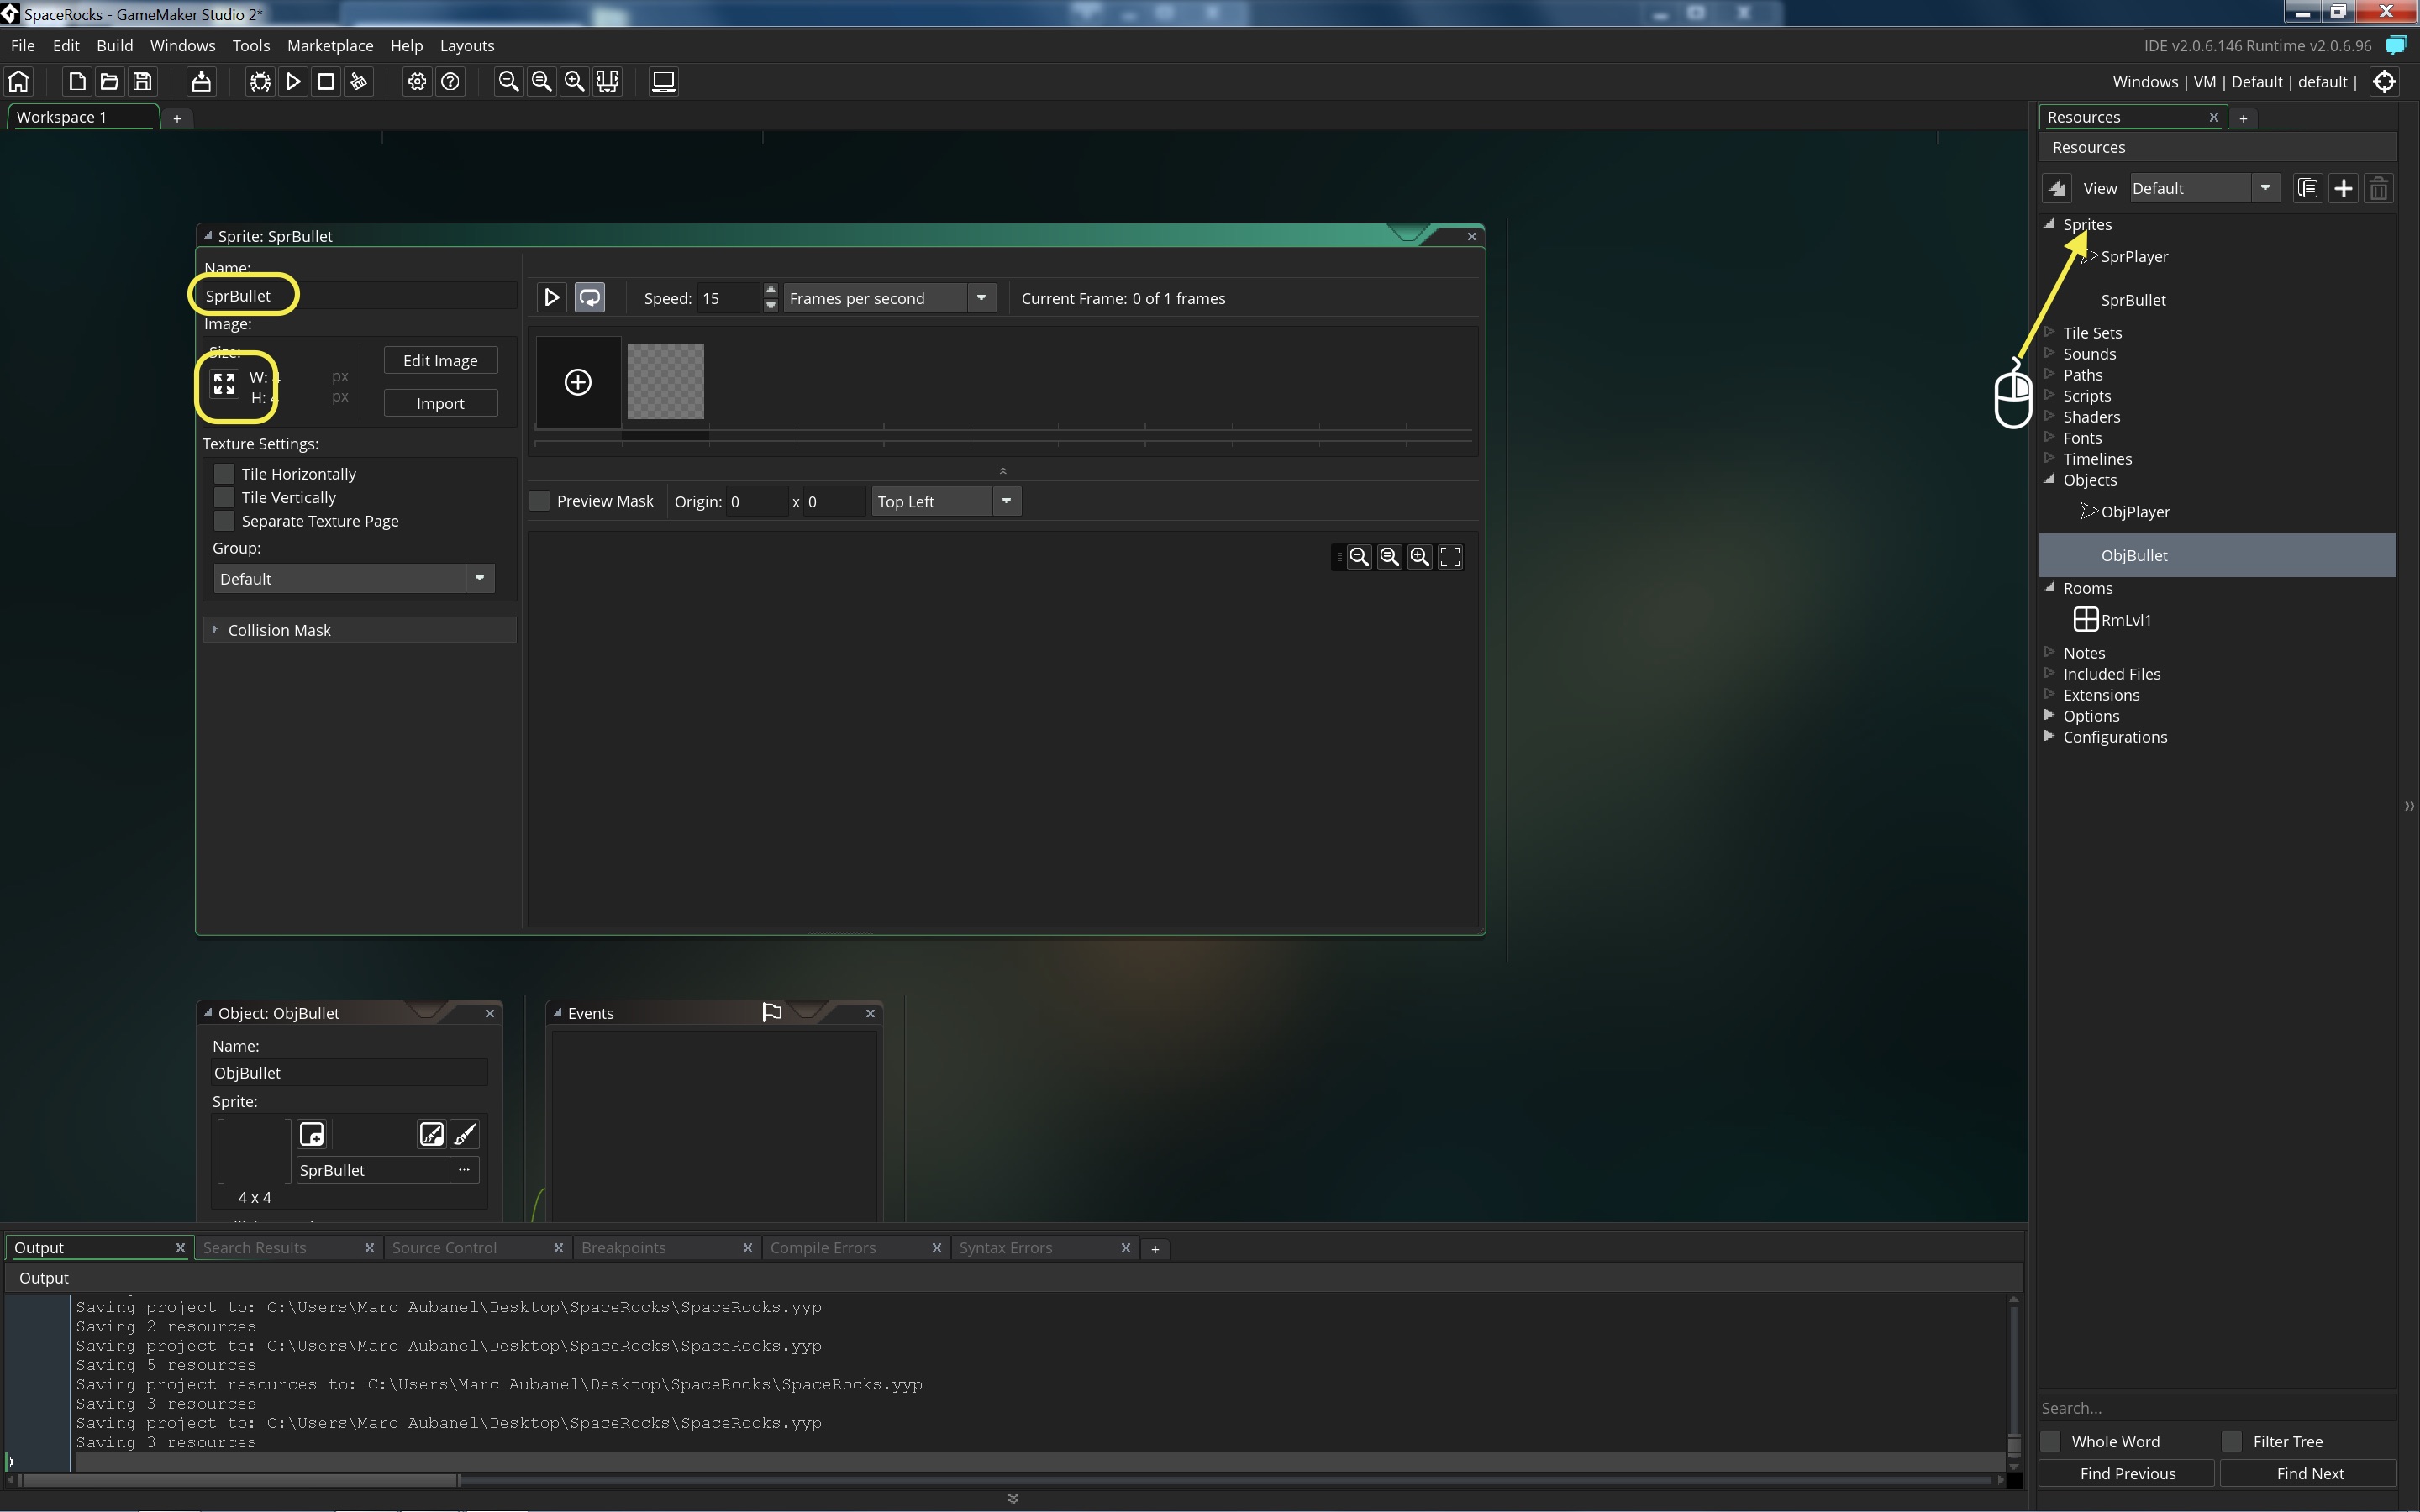 SpaceRocks - GameMaker Studio 2*
File Edit Build Windows Tools Marketplace Help Layouts
IDE v2.0.6.146 Runtime v2.0.6.96
Windows | VM | Default | default |
Workspace 1 +
Resources X +
Resources
View Default
Sprites
SprPlayer
SprBullet
Tile Sets
Sounds
Paths
Scripts
Shaders
Fonts
Timelines
Objects
ObjPlayer
ObjBullet
Rooms
RmLvl1
Notes
Included Files
Extensions
Options
Configurations
Search...
Whole Word Filter Tree
Find Previous Find Next
Sprite: SprBullet
Name:
SprBullet
Image:
Size:
W: 4 px
H: 4 px
Edit Image
Import
Texture Settings:
Tile Horizontally
Tile Vertically
Separate Texture Page
Group:
Default
Collision Mask
Speed: 15 Frames per second Current Frame: 0 of 1 frames
Preview Mask Origin: 0 x 0 Top Left
Object: ObjBullet
Name:
ObjBullet
Sprite:
SprBullet ...
4 x 4
Events
Output X Search Results X Source Control X Breakpoints X Compile Errors X Syntax Errors X +
Output
Saving project to: C:\Users\Marc Aubanel\Desktop\SpaceRocks\SpaceRocks.yyp
Saving 2 resources
Saving project to: C:\Users\Marc Aubanel\Desktop\SpaceRocks\SpaceRocks.yyp
Saving 5 resources
Saving project resources to: C:\Users\Marc Aubanel\Desktop\SpaceRocks\SpaceRocks.yyp
Saving 3 resources
Saving project to: C:\Users\Marc Aubanel\Desktop\SpaceRocks\SpaceRocks.yyp
Saving 3 resources